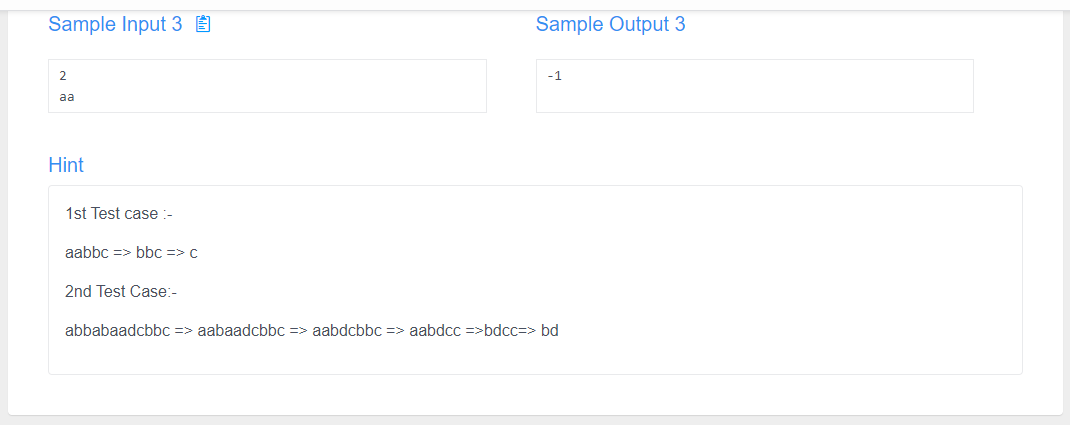 Sample Input 3
Sample Output 3
2
aa
-1
Hint
1st Test case :-
aabbc => bbc => c
2nd Test Case:-
abbabaadcbbc => aabaadcbbc => aabdcbbc => aabdcc =>bdcc=> bd